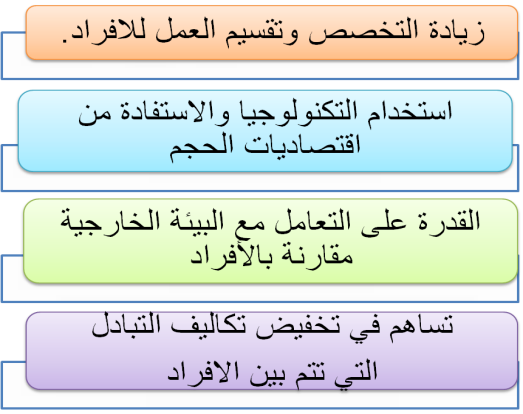 زيادة التخصص وتقسيم العمل للافراد.
استخدام التكنولوجيا والاستفادة من
اقتصاديات الحجم
القدرة على التعامل مع البيئة الخارجية
مقارنة بالأفراد
تساهم في تخفيض تكاليف التبادل
التي تتم بين الافراد